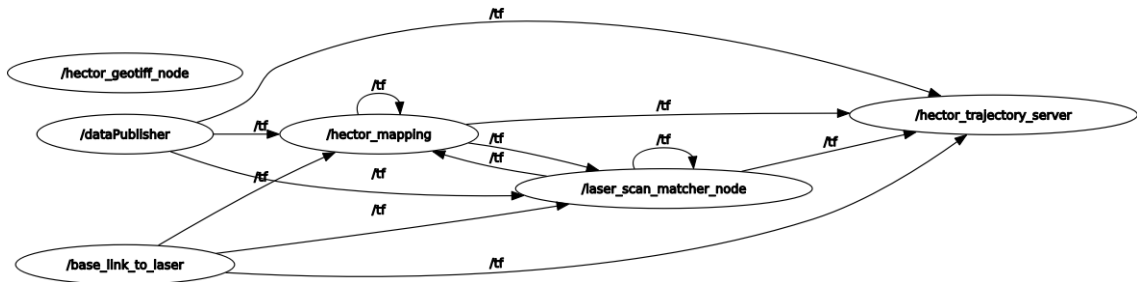 /tf
/hector_geotiff_node
/tf
/tf
/hector_trajectory_server
/dataPublisher
/tf
/hector_mapping
/tf
/tf
/tf
/tf
/tf
/tf
/laser_scan_matcher_node
/tf
/base_link_to_laser
/tf